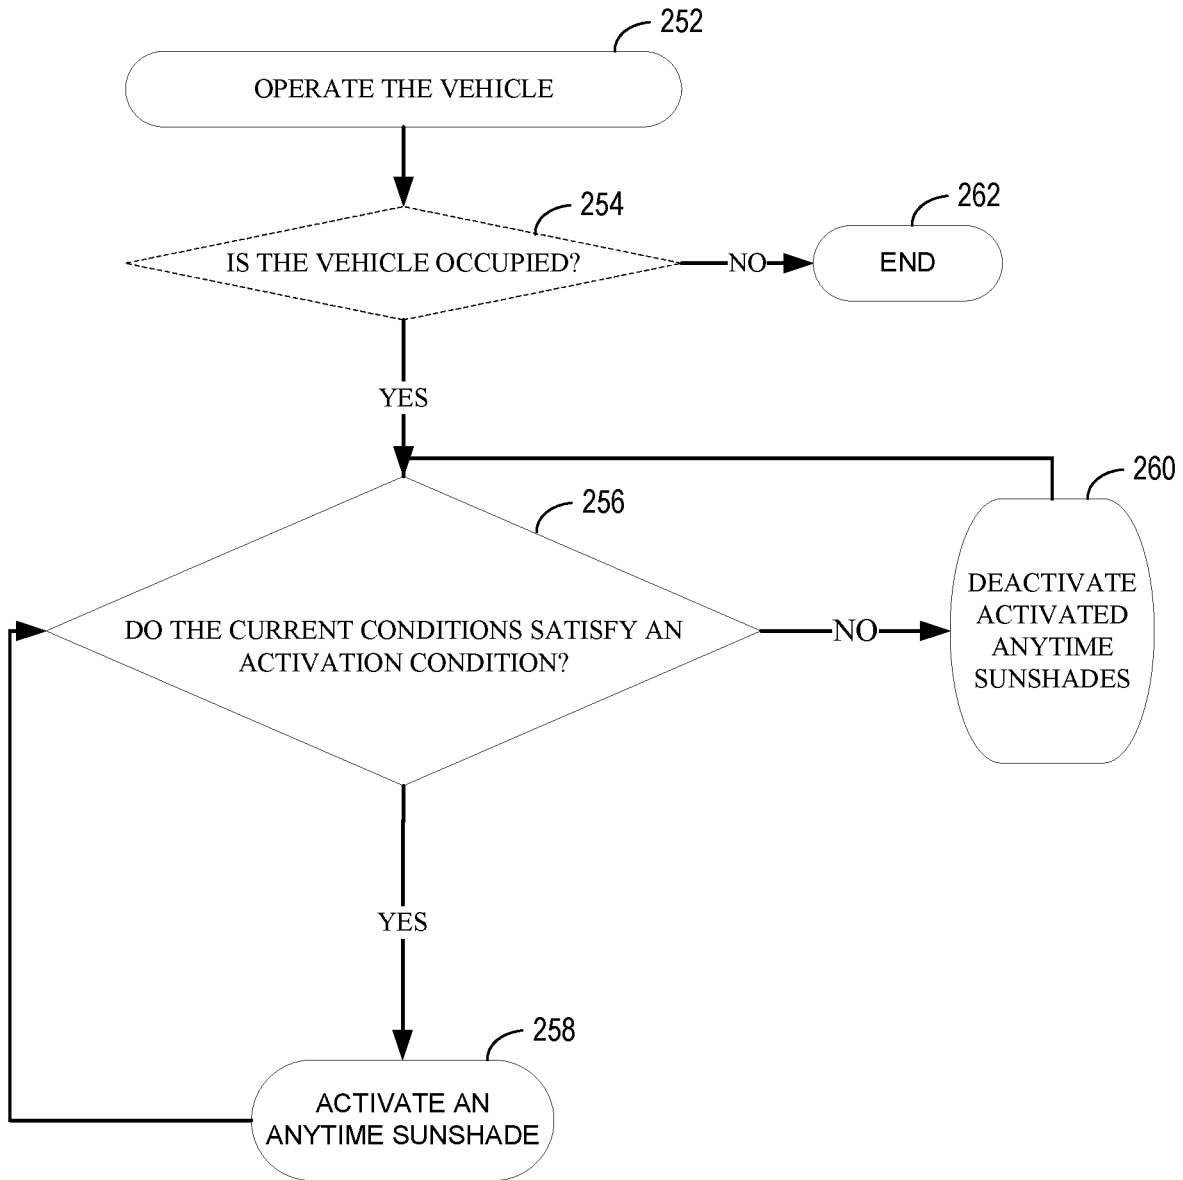 252
OPERATE THE VEHICLE
254
262
IS THE VEHICLE OCCUPIED?
NO
END
YES
260
256
DEACTIVATE
ACTIVATED
ANYTIME
SUNSHADES
DO THE CURRENT CONDITIONS SATISFY AN
ACTIVATION CONDITION?
NO
YES
258
ACTIVATE AN
ANYTIME SUNSHADE